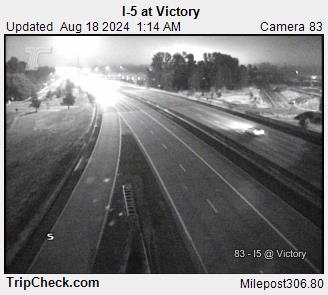 I-5 at Victory
Updated Aug 18 2024 1:14 AM Camera 83
5
83 - I5 @ Victory
TripCheck.com Milepost306.80